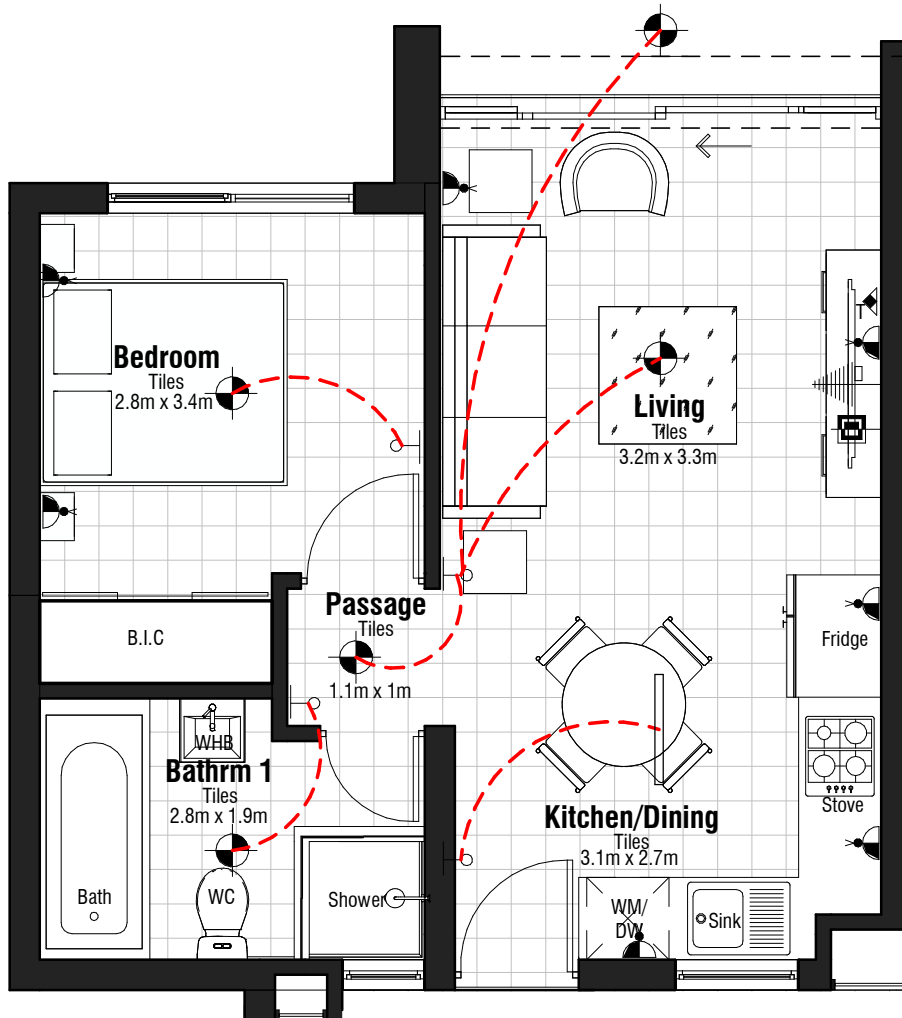 Bedroom
Tiles
2.8m x 3.4m
Living
Tiles
3.2m x 3.3m
T
Passage
Tiles
1.1m x 1m
B.I.C
Fridge
WHB
Bathrm 1
Tiles
2.8m x 1.9m
Stove
Kitchen/Dining
Tiles
3.1m x 2.7m
Bath
WC
Shower
WM/
DW
Sink